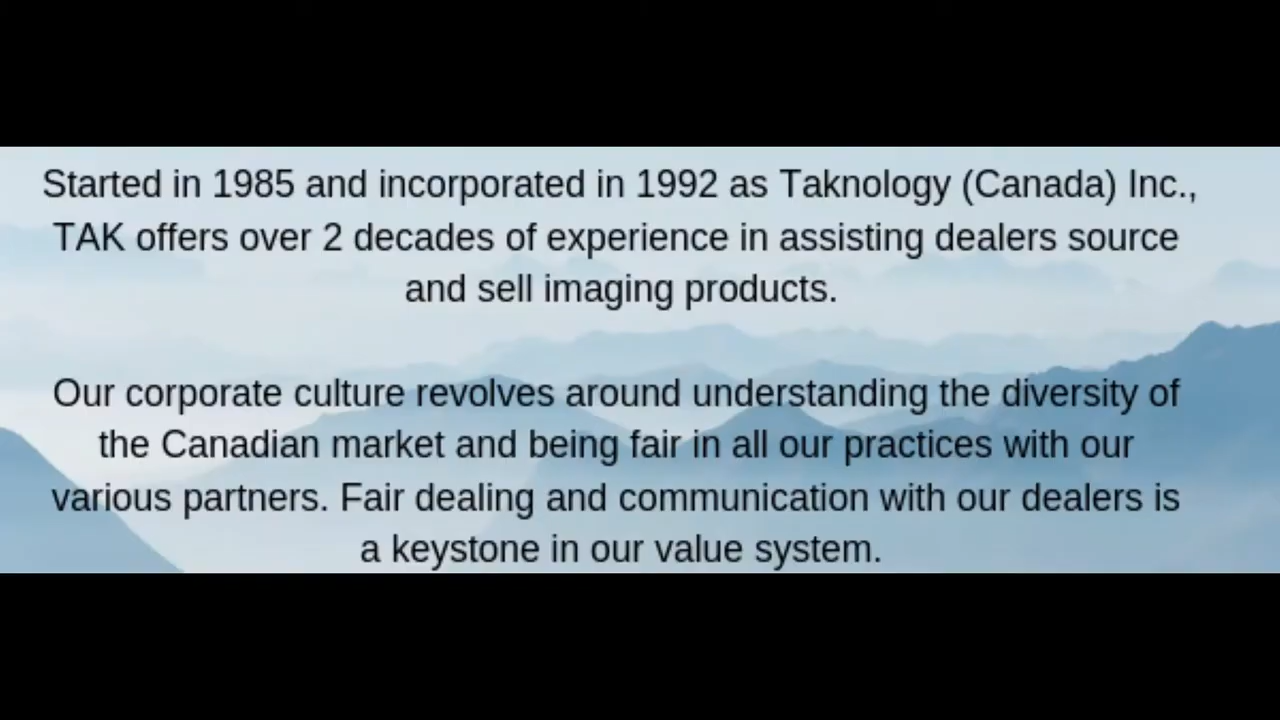 Started in 1985 and incorporated in 1992 as Taknology (Canada) Inc.,
TAK offers over 2 decades of experience in assisting dealers source
and sell imaging products.
Our corporate culture revolves around understanding the diversity of
the Canadian market and being fair in all our practices with our
various partners. Fair dealing and communication with our dealers is
a keystone in our value system.